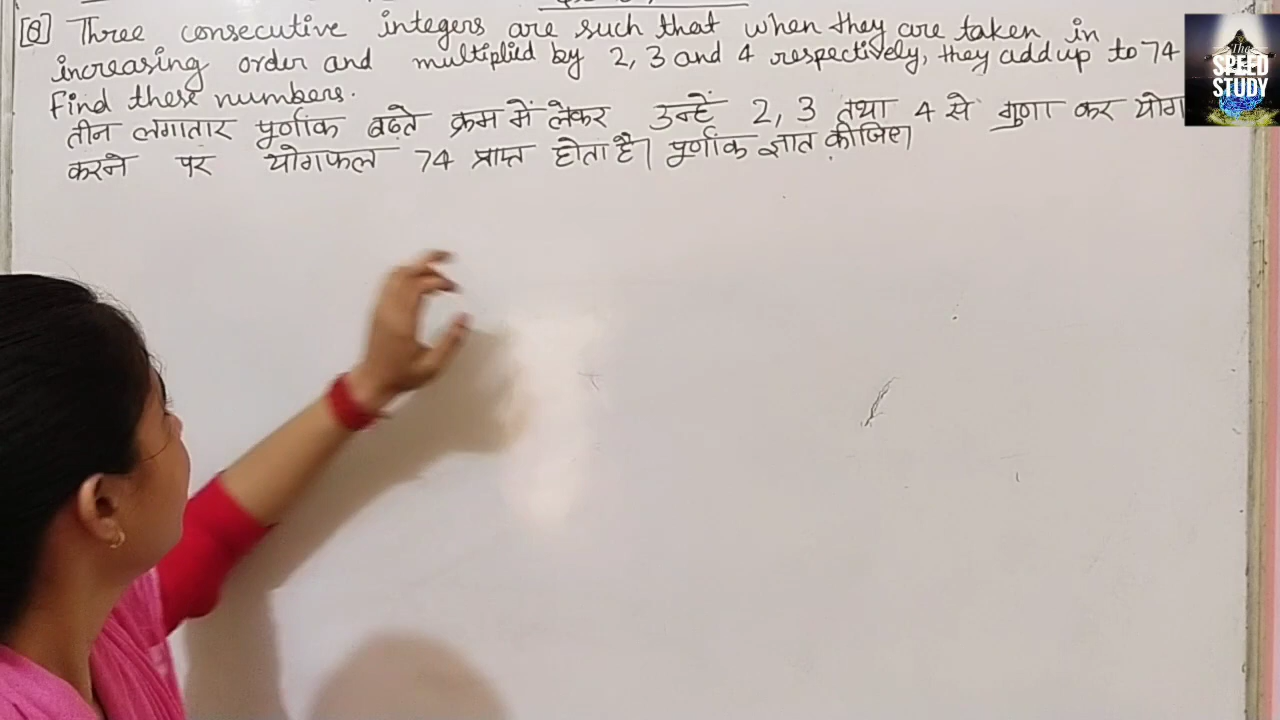 [Q] Three consecutive integers are such that when they are taken in
increasing order and multiplied by 2, 3 and 4 respectively, they add up to 74
Find these numbers.
तीन लगातार पूर्णांक बढ़ते क्रम में लेकर उन्हें 2, 3 तथा 4 से गुणा कर योग
करने पर योगफल 74 प्राप्त होता है। पूर्णांक ज्ञात कीजिए।
The
SPEED
STUDY